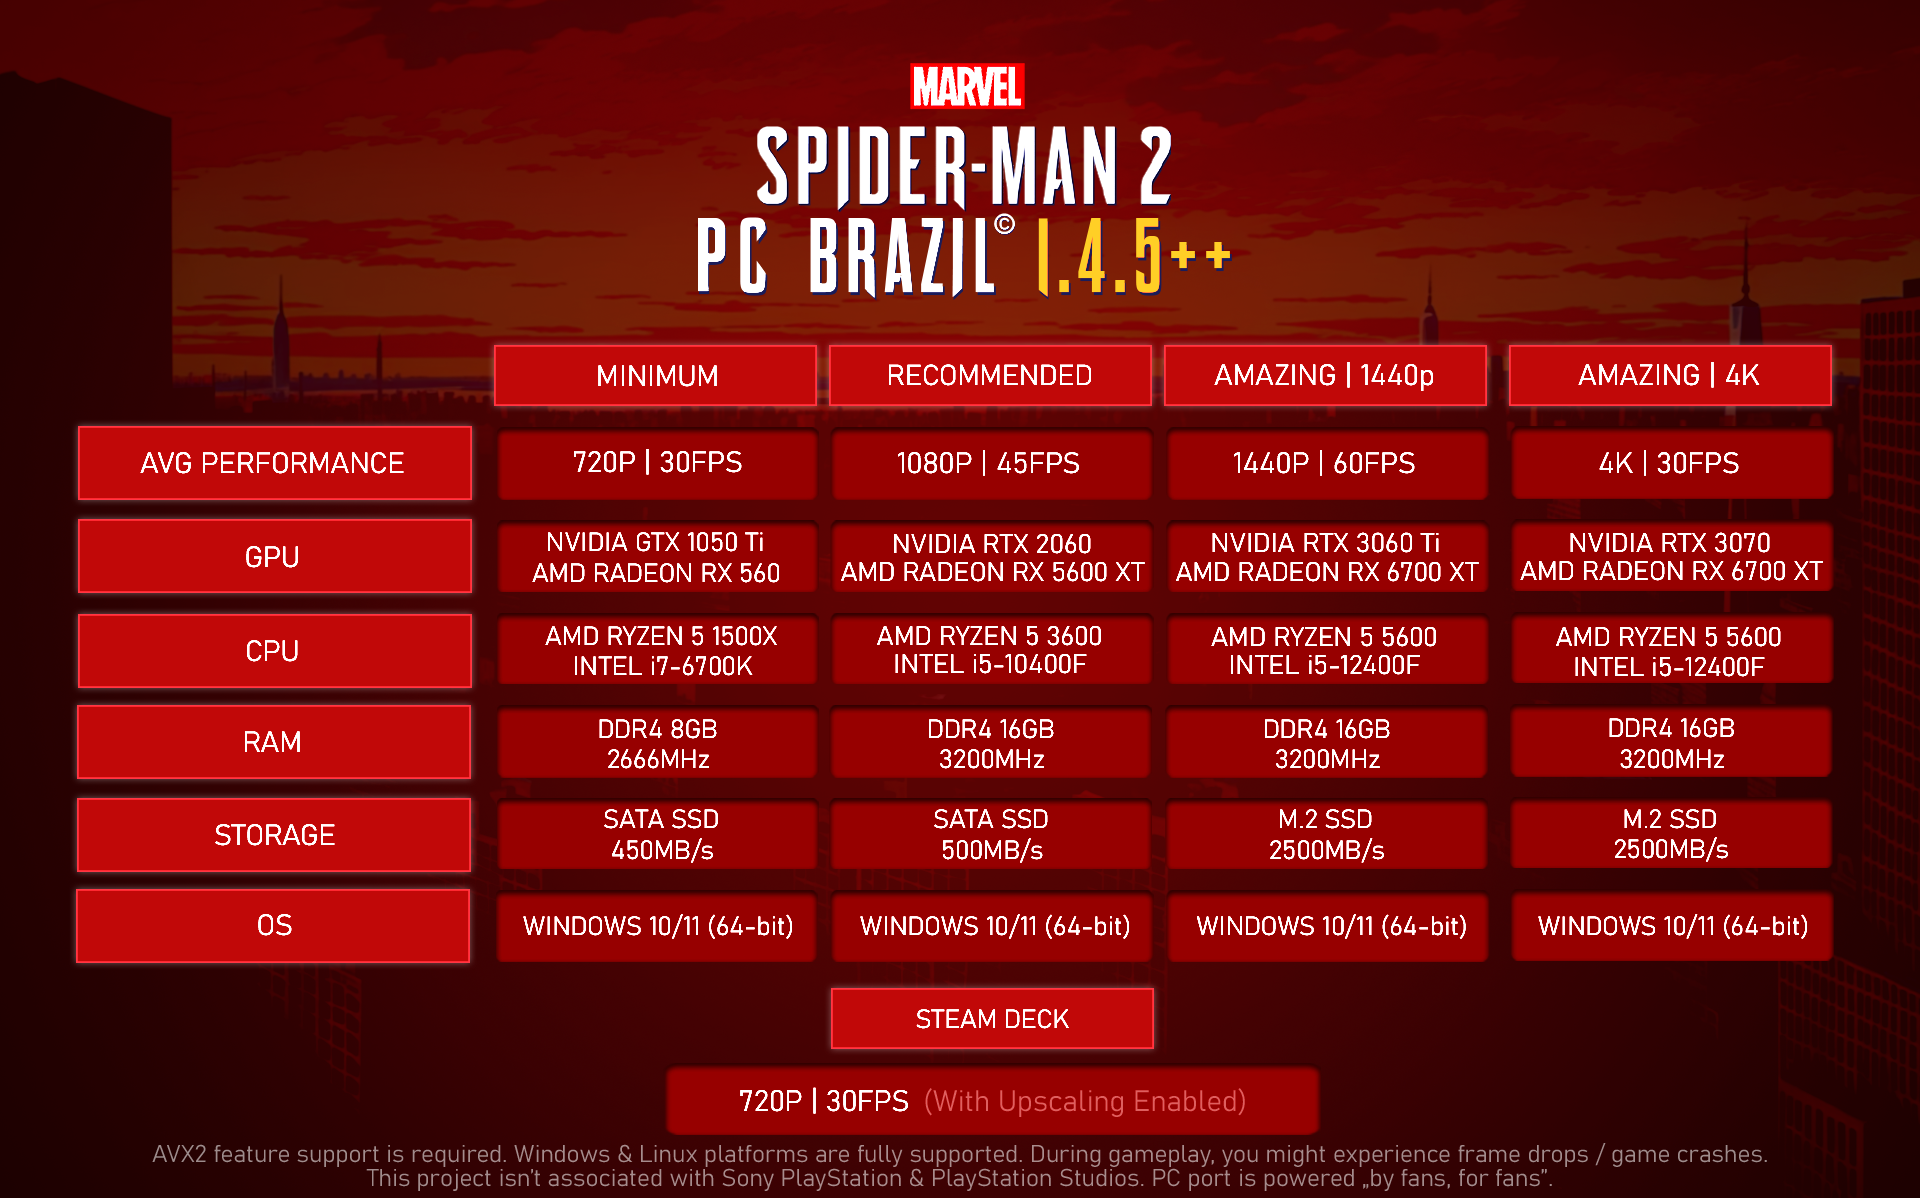 MARVEL
SPIDER-MAN 2
PC BRAZIL© 1.4.5++
MINIMUM RECOMMENDED AMAZING | 1440p AMAZING | 4K
AVG PERFORMANCE 720P | 30FPS 1080P | 45FPS 1440P | 60FPS 4K | 30FPS
GPU
NVIDIA GTX 1050 Ti
AMD RADEON RX 560
NVIDIA RTX 2060
AMD RADEON RX 5600 XT
NVIDIA RTX 3060 Ti
AMD RADEON RX 6700 XT
NVIDIA RTX 3070
AMD RADEON RX 6700 XT
CPU
AMD RYZEN 5 1500X
INTEL i7-6700K
AMD RYZEN 5 3600
INTEL i5-10400F
AMD RYZEN 5 5600
INTEL i5-12400F
AMD RYZEN 5 5600
INTEL i5-12400F
RAM
DDR4 8GB
2666MHz
DDR4 16GB
3200MHz
DDR4 16GB
3200MHz
DDR4 16GB
3200MHz
STORAGE
SATA SSD
450MB/s
SATA SSD
500MB/s
M.2 SSD
2500MB/s
M.2 SSD
2500MB/s
OS WINDOWS 10/11 (64-bit) WINDOWS 10/11 (64-bit) WINDOWS 10/11 (64-bit) WINDOWS 10/11 (64-bit)
STEAM DECK
720P | 30FPS (With Upscaling Enabled)
AVX2 feature support is required. Windows & Linux platforms are fully supported. During gameplay, you might experience frame drops / game crashes.
This project isn't associated with Sony PlayStation & PlayStation Studios. PC port is powered „by fans, for fans”.